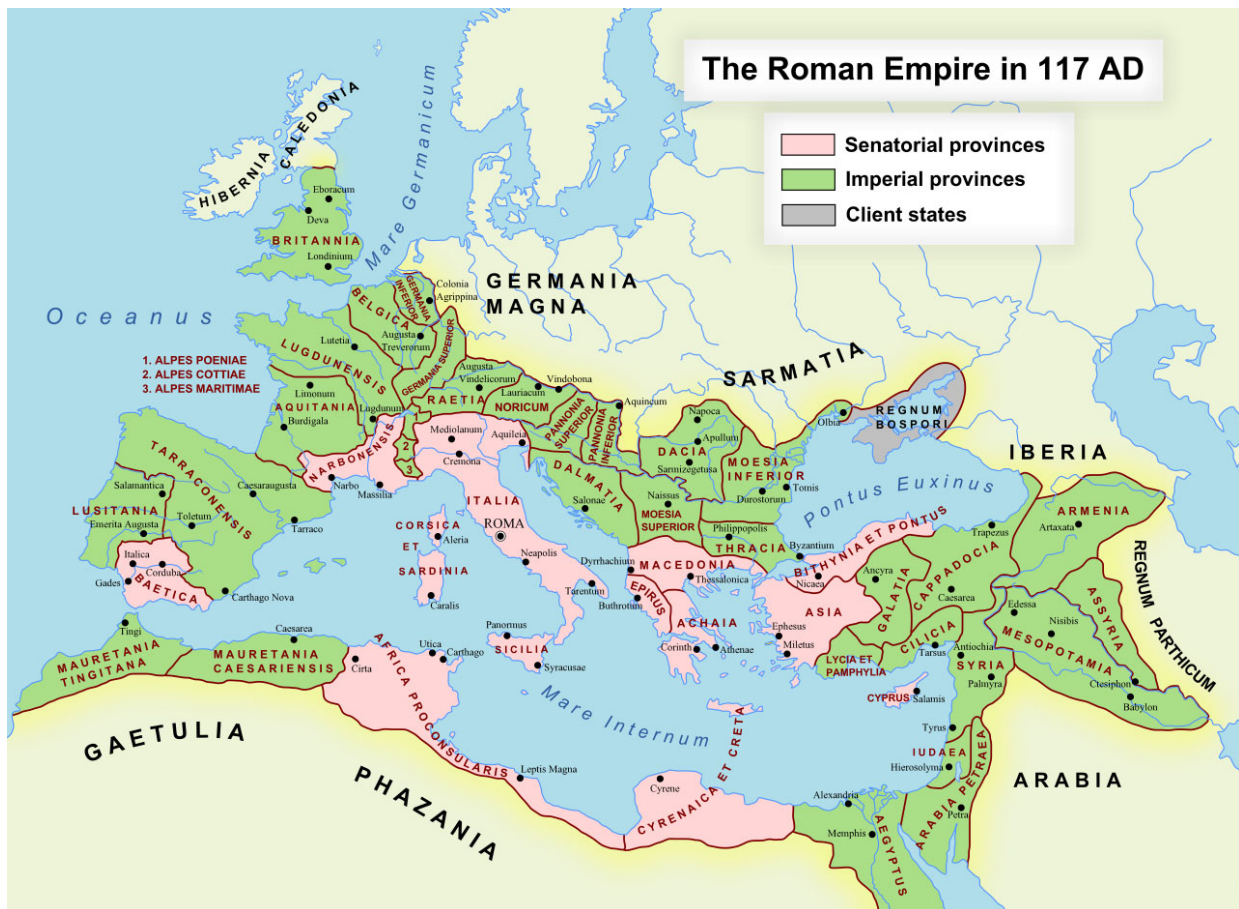 The Roman Empire in 117 AD
Senatorial provinces
Imperial provinces
Client states
HIBERNIA
CALEDONIA
Mare Germanicum
Oceanus
Eboracum
Deva
BRITANNIA
Londinium
GERMANIA
MAGNA
SARMATIA
1. ALPES POENIAE
2. ALPES COTTIAE
3. ALPES MARITIMAE
GERMANIA
INFERIOR
Colonia
Agrippina
BELGICA
Augusta
Treverorum
Lutetia
LUGDUNENSIS
GERMANIA SUPERIOR
Limonum
AQUITANIA
Burdigala
Lugdunum
Augusta
Vindelicorum
RAETIA
Lauriacum
NORICUM
Vindobona
PANNONIA
SUPERIOR
PANNONIA
INFERIOR
Aquincum
Napoca
Apullum
DACIA
Sarmizegetusa
MOESIA
INFERIOR
Durostorum
Tomis
Olbia
REGNUM
BOSPORI
IBERIA
Pontus Euxinus
NARBONENSIS
Narbo
Massilia
2
3
Mediolanum
Cremona
Aquileia
ITALIA
ROMA
Neapolis
Tarentum
DALMATIA
Salonae
Naissus
MOESIA
SUPERIOR
Philippopolis
THRACIA
Byzantium
BITHYNIA ET PONTUS
Nicaea
Trapezus
ARMENIA
Artaxata
REGNUM PARTHICUM
TARRACONENSIS
Salamantica
Caesaraugusta
LUSITANIA
Toletum
Emerita Augusta
Tarraco
Italica
Corduba
Gades
BAETICA
Carthago Nova
CORSICA
Aleria
ET
SARDINIA
Caralis
Dyrrhachium
MACEDONIA
Thessalonica
EPIRUS
Buthrotum
ACHAIA
Corinth
Athenae
ASIA
Ephesus
Miletus
Ancyra
GALATIA
CAPPADOCIA
Caesarea
LYCIA ET
PAMPHYLIA
CILICIA
Tarsus
Antiochia
SYRIA
Palmyra
Edessa
Nisibis
MESOPOTAMIA
ASSYRIA
Ctesiphon
Babylon
CYPRUS
Salamis
Tyrus
IUDAEA
Hierosolyma
ARABIA PETRAEA
Petra
ARABIA
Tingi
MAURETANIA
TINGITANA
Caesarea
MAURETANIA
CAESARIENSIS
Cirta
Utica
Carthago
AFRICA PROCONSULARIS
Panormus
SICILIA
Syracusae
Mare Internum
Leptis Magna
Cyrene
CYRENAICA ET CRETA
Alexandria
Memphis
AEGYPTUS
GAETULIA
PHAZANIA